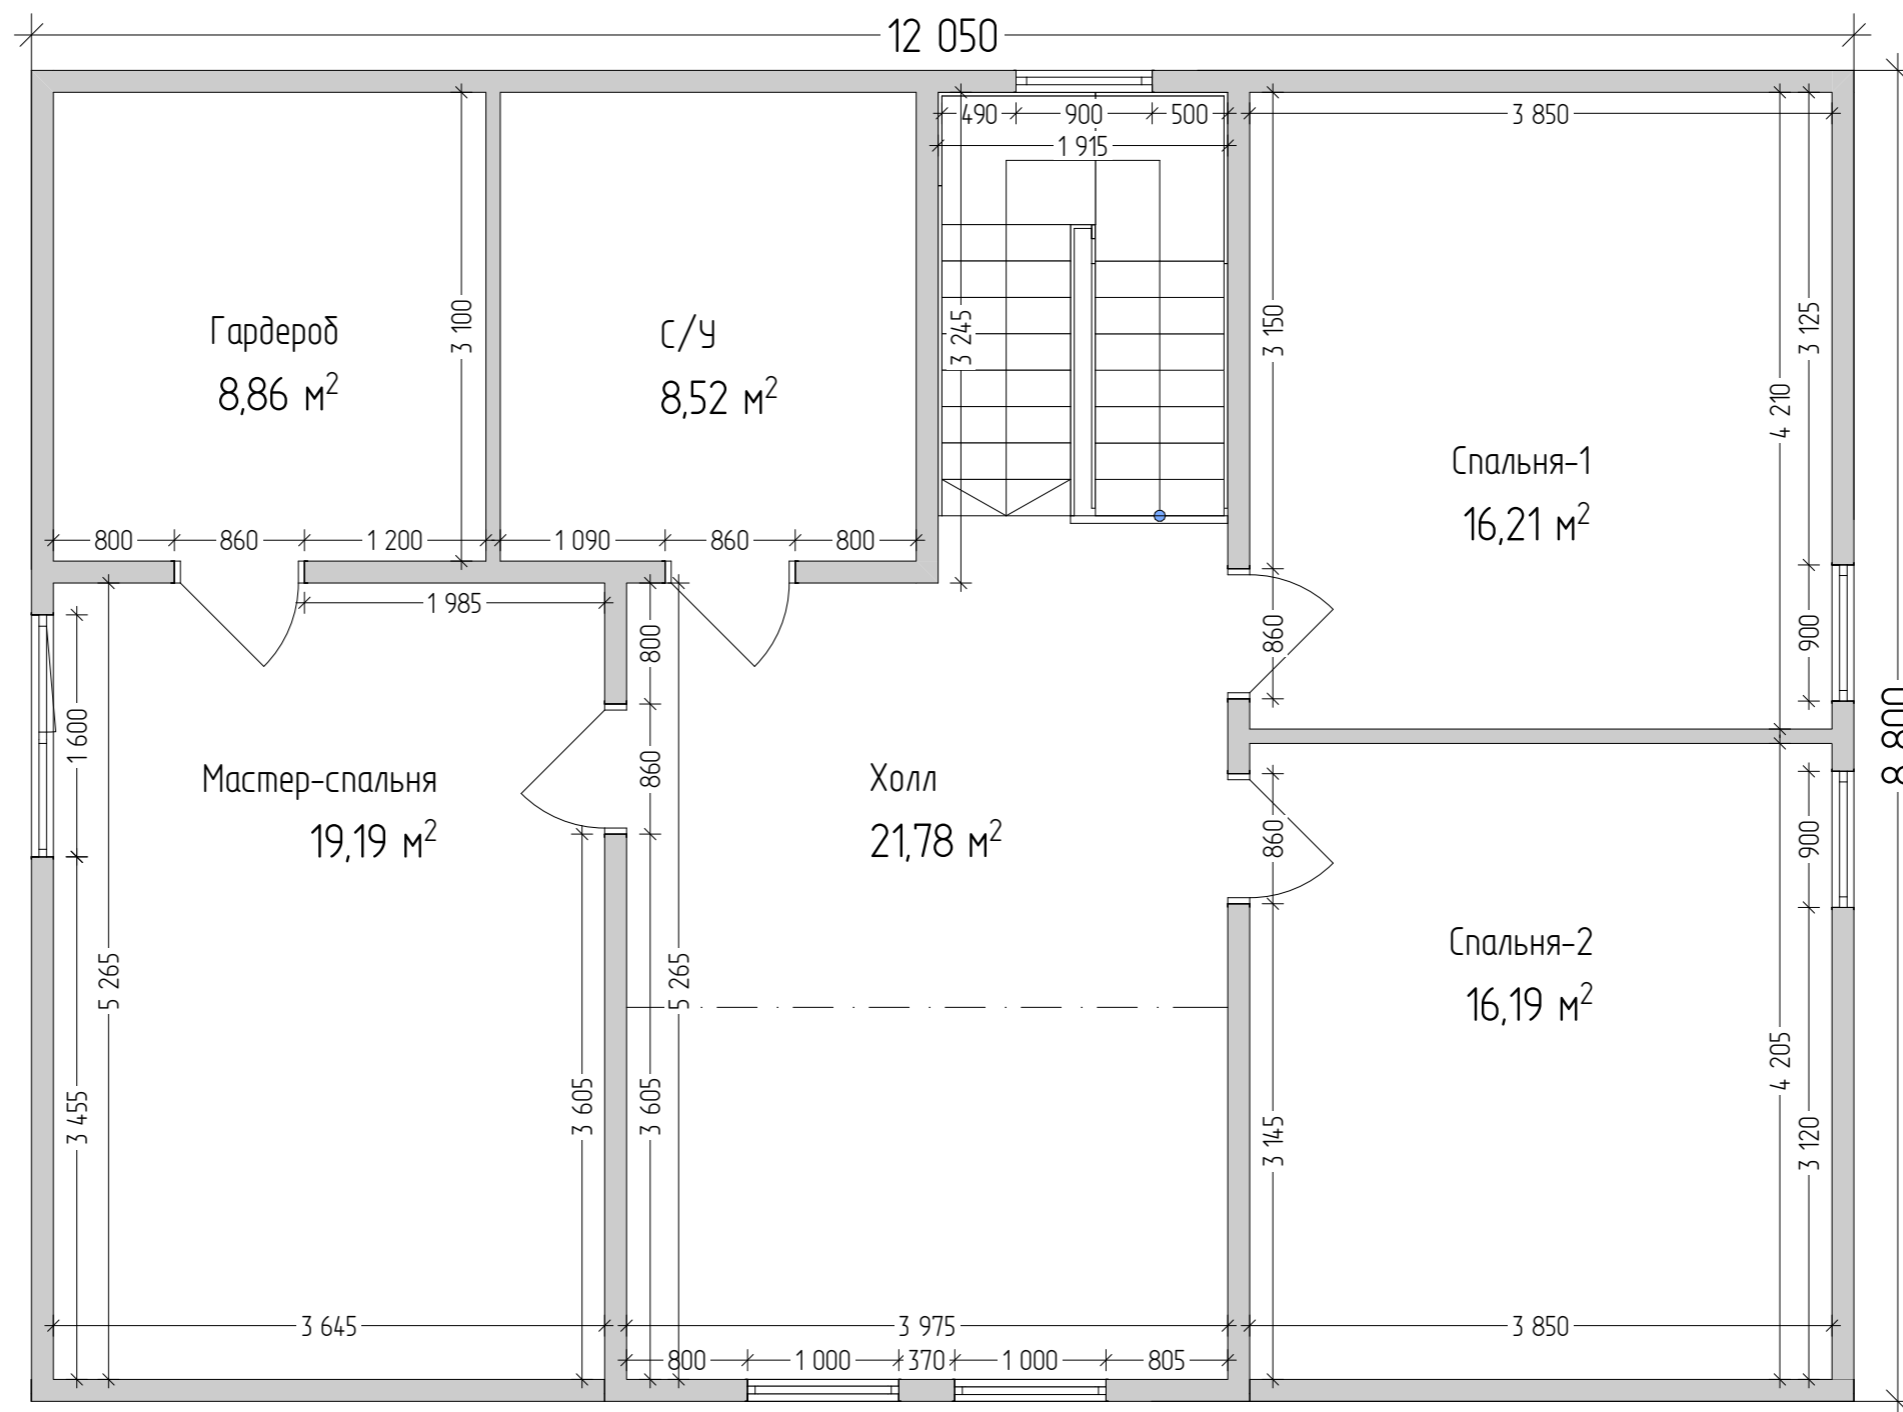 12 050
490 900 500
3 850
1 915
3 100
3 245
3 150
3 125
4 210
Гардероб
8,86 м²
С/У
8,52 м²
Спальня-1
16,21 м²
800 860 1 200 1 090 860 800
1 985
800
860
900
1 600
860
Мастер-спальня
19,19 м²
Холл
21,78 м²
860
900
8 800
5 265
5 265
Спальня-2
16,19 м²
3 455
3 605
3 605
3 145
4 205
3 120
3 645
3 975
3 850
800 1 000 370 1 000 805